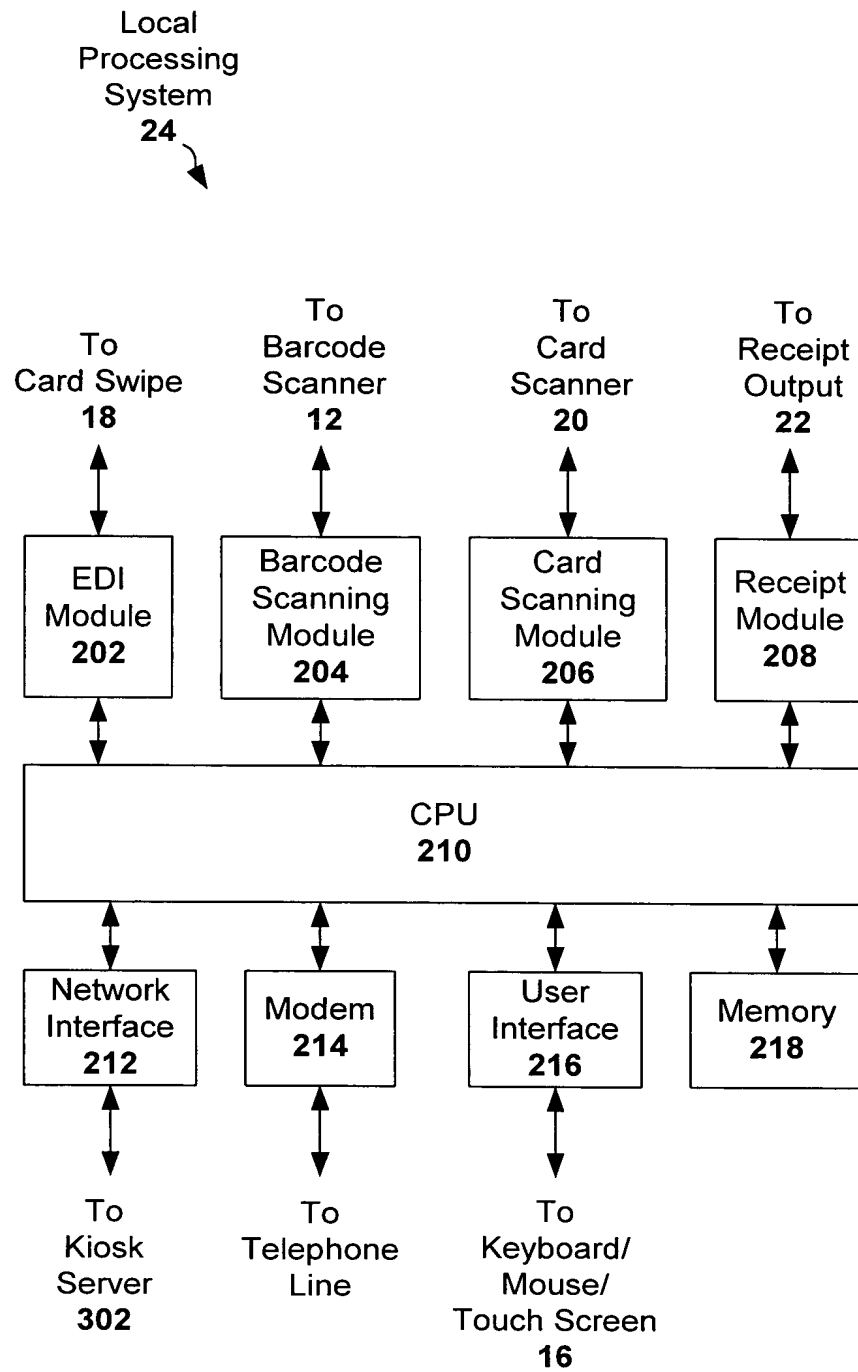 Local
Processing
System
24
To
Card Swipe
18
To
Barcode
Scanner
12
To
Card
Scanner
20
To
Receipt
Output
22
EDI
Module
202
Barcode
Scanning
Module
204
Card
Scanning
Module
206
Receipt
Module
208
CPU
210
Network
Interface
212
Modem
214
User
Interface
216
Memory
218
To
Kiosk
Server
302
To
Telephone
Line
To
Keyboard/
Mouse/
Touch Screen
16